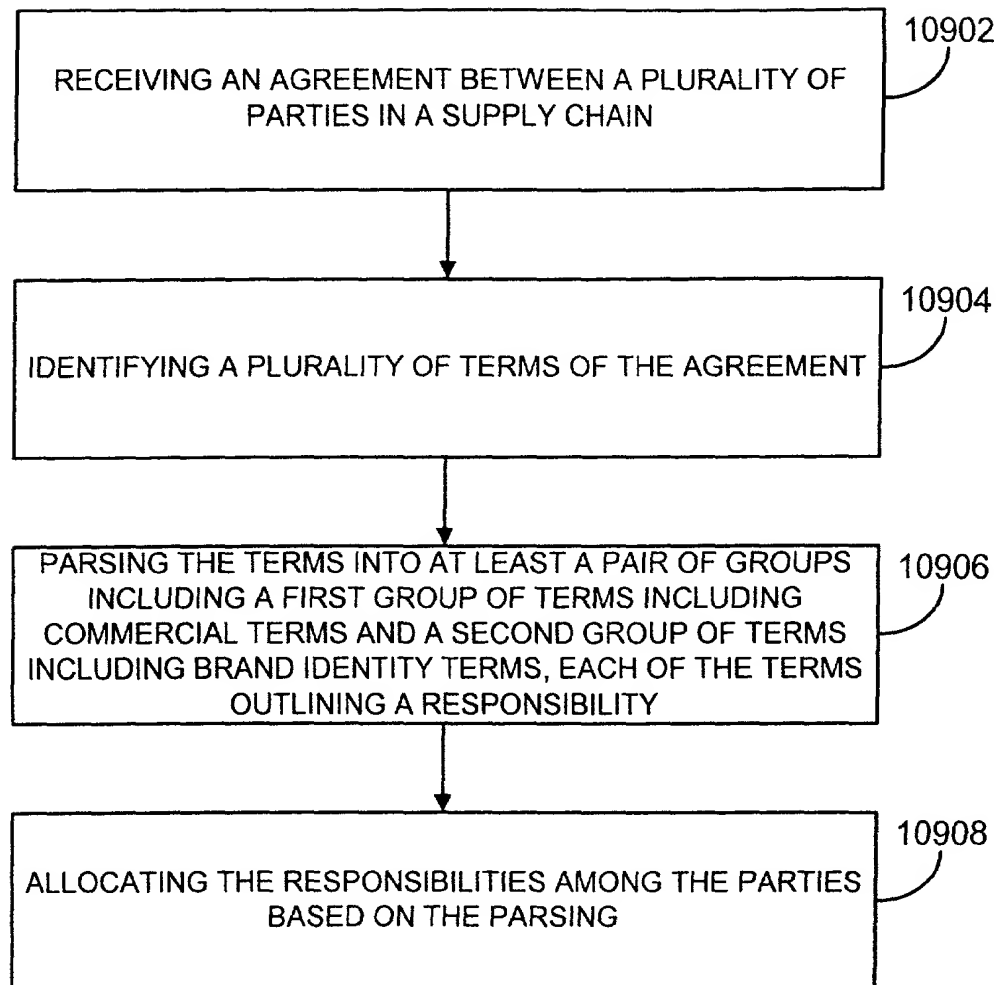 10902
RECEIVING AN AGREEMENT BETWEEN A PLURALITY OF
PARTIES IN A SUPPLY CHAIN
10904
IDENTIFYING A PLURALITY OF TERMS OF THE AGREEMENT
10906
PARSING THE TERMS INTO AT LEAST A PAIR OF GROUPS
INCLUDING A FIRST GROUP OF TERMS INCLUDING
COMMERCIAL TERMS AND A SECOND GROUP OF TERMS
INCLUDING BRAND IDENTITY TERMS, EACH OF THE TERMS
OUTLINING A RESPONSIBILITY
10908
ALLOCATING THE RESPONSIBILITIES AMONG THE PARTIES
BASED ON THE PARSING